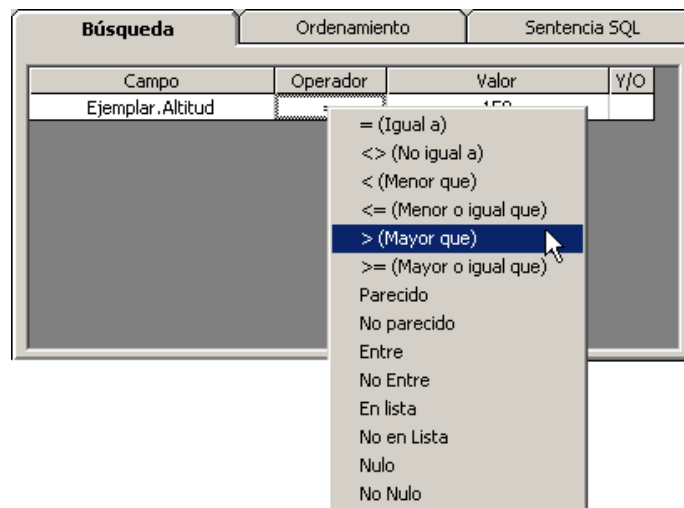 Búsqueda Ordenamiento Sentencia SQL
Campo Operador Valor Y/O
Ejemplar.Altitud
= (Igual a)
<> (No igual a)
< (Menor que)
<= (Menor o igual que)
> (Mayor que)
>= (Mayor o igual que)
Parecido
No parecido
Entre
No Entre
En lista
No en Lista
Nulo
No Nulo